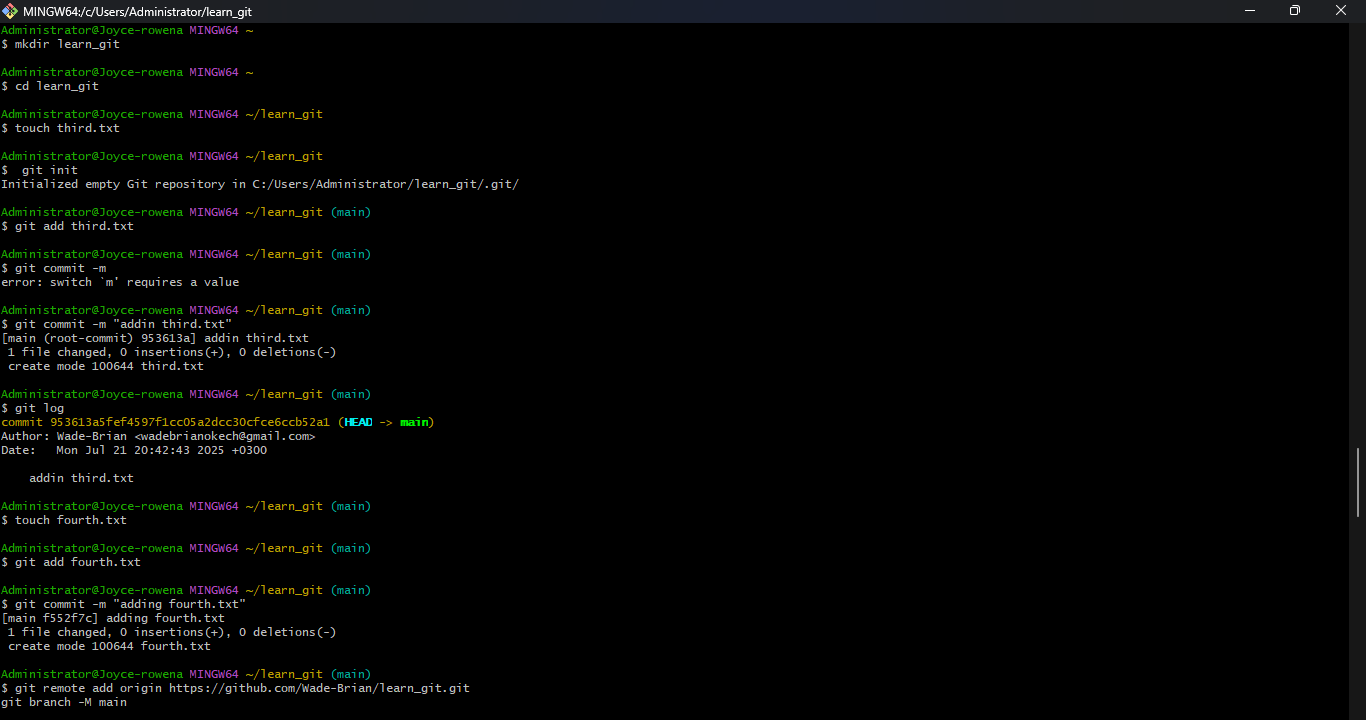 MINGW64:/c/Users/Administrator/learn_git
Administrator@Joyce-rowena MINGW64 ~
$ mkdir learn_git
Administrator@Joyce-rowena MINGW64 ~
$ cd learn_git
Administrator@Joyce-rowena MINGW64 ~/learn_git
$ touch third.txt
Administrator@Joyce-rowena MINGW64 ~/learn_git
$  git init
Initialized empty Git repository in C:/Users/Administrator/learn_git/.git/
Administrator@Joyce-rowena MINGW64 ~/learn_git (main)
$ git add third.txt
Administrator@Joyce-rowena MINGW64 ~/learn_git (main)
$ git commit -m
error: switch `m' requires a value
Administrator@Joyce-rowena MINGW64 ~/learn_git (main)
$ git commit -m "addin third.txt"
[main (root-commit) 953613a] addin third.txt
 1 file changed, 0 insertions(+), 0 deletions(-)
 create mode 100644 third.txt
Administrator@Joyce-rowena MINGW64 ~/learn_git (main)
$ git log
commit 953613a5fef4597f1cc05a2dcc30cfce6ccb52a1 (HEAD -> main)
Author: Wade-Brian <wadebrianokech@gmail.com>
Date:   Mon Jul 21 20:42:43 2025 +0300
    addin third.txt
Administrator@Joyce-rowena MINGW64 ~/learn_git (main)
$ touch fourth.txt
Administrator@Joyce-rowena MINGW64 ~/learn_git (main)
$ git add fourth.txt
Administrator@Joyce-rowena MINGW64 ~/learn_git (main)
$ git commit -m "adding fourth.txt"
[main f552f7c] adding fourth.txt
 1 file changed, 0 insertions(+), 0 deletions(-)
 create mode 100644 fourth.txt
Administrator@Joyce-rowena MINGW64 ~/learn_git (main)
$ git remote add origin https://github.com/Wade-Brian/learn_git.git
git branch -M main